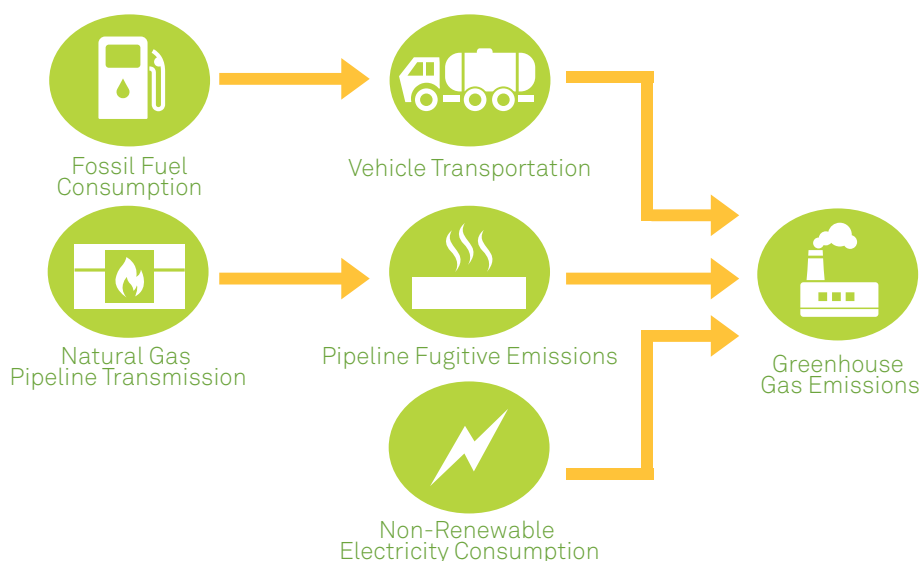 Fossil Fuel
Consumption
Vehicle Transportation
Natural Gas
Pipeline Transmission
Pipeline Fugitive Emissions
Greenhouse
Gas Emissions
Non-Renewable
Electricity Consumption